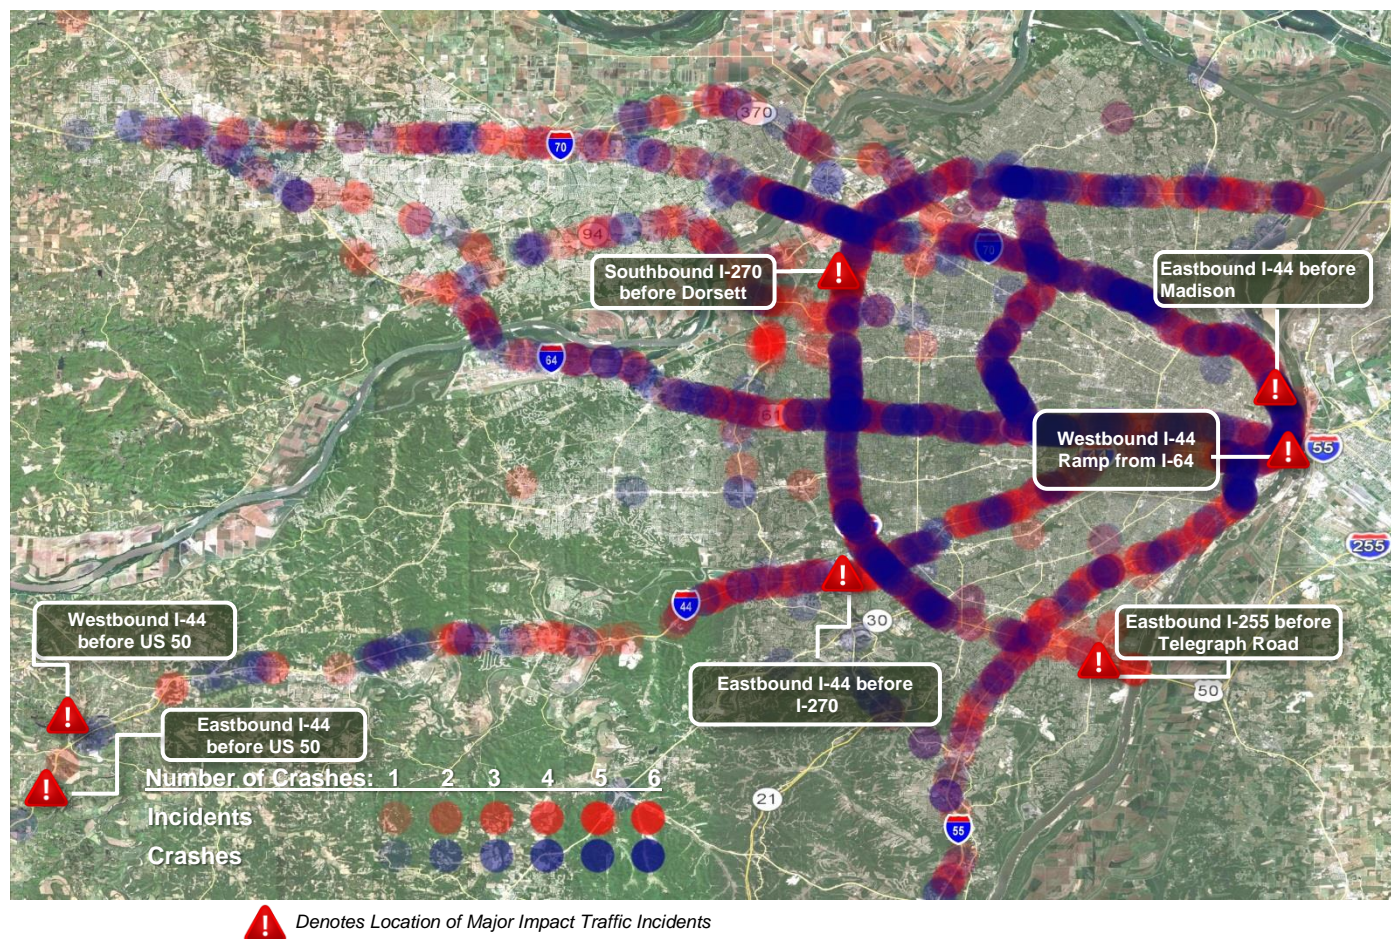 370
70
94
70
Southbound I-270
before Dorsett
Eastbound I-44 before
Madison
64
61
Westbound I-44
Ramp from I-64
55
255
44
30
Westbound I-44
before US 50
Eastbound I-255 before
Telegraph Road
Eastbound I-44 before
I-270
50
Eastbound I-44
before US 50
Number of Crashes: 1 2 3 4 5 6
Incidents
Crashes
21
55
Denotes Location of Major Impact Traffic Incidents